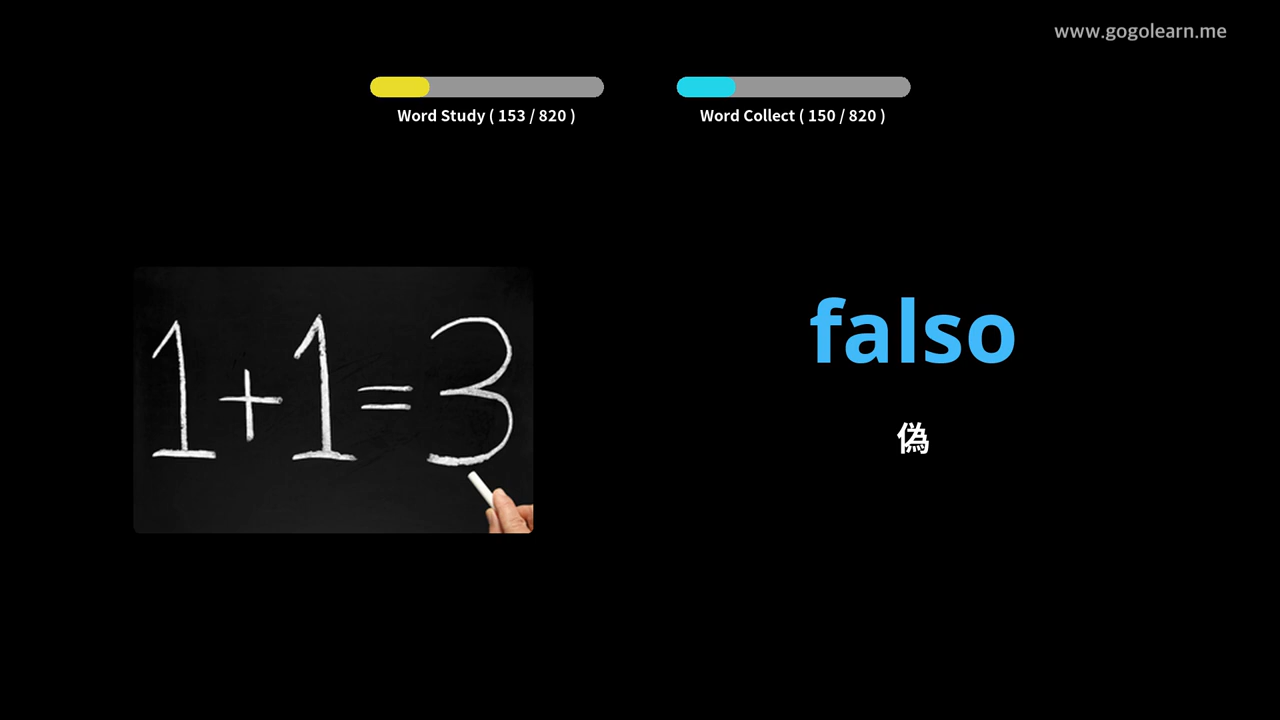 www.gogolearn.me
Word Study ( 153 / 820 )
Word Collect ( 150 / 820 )
1+1=3
falso
偽